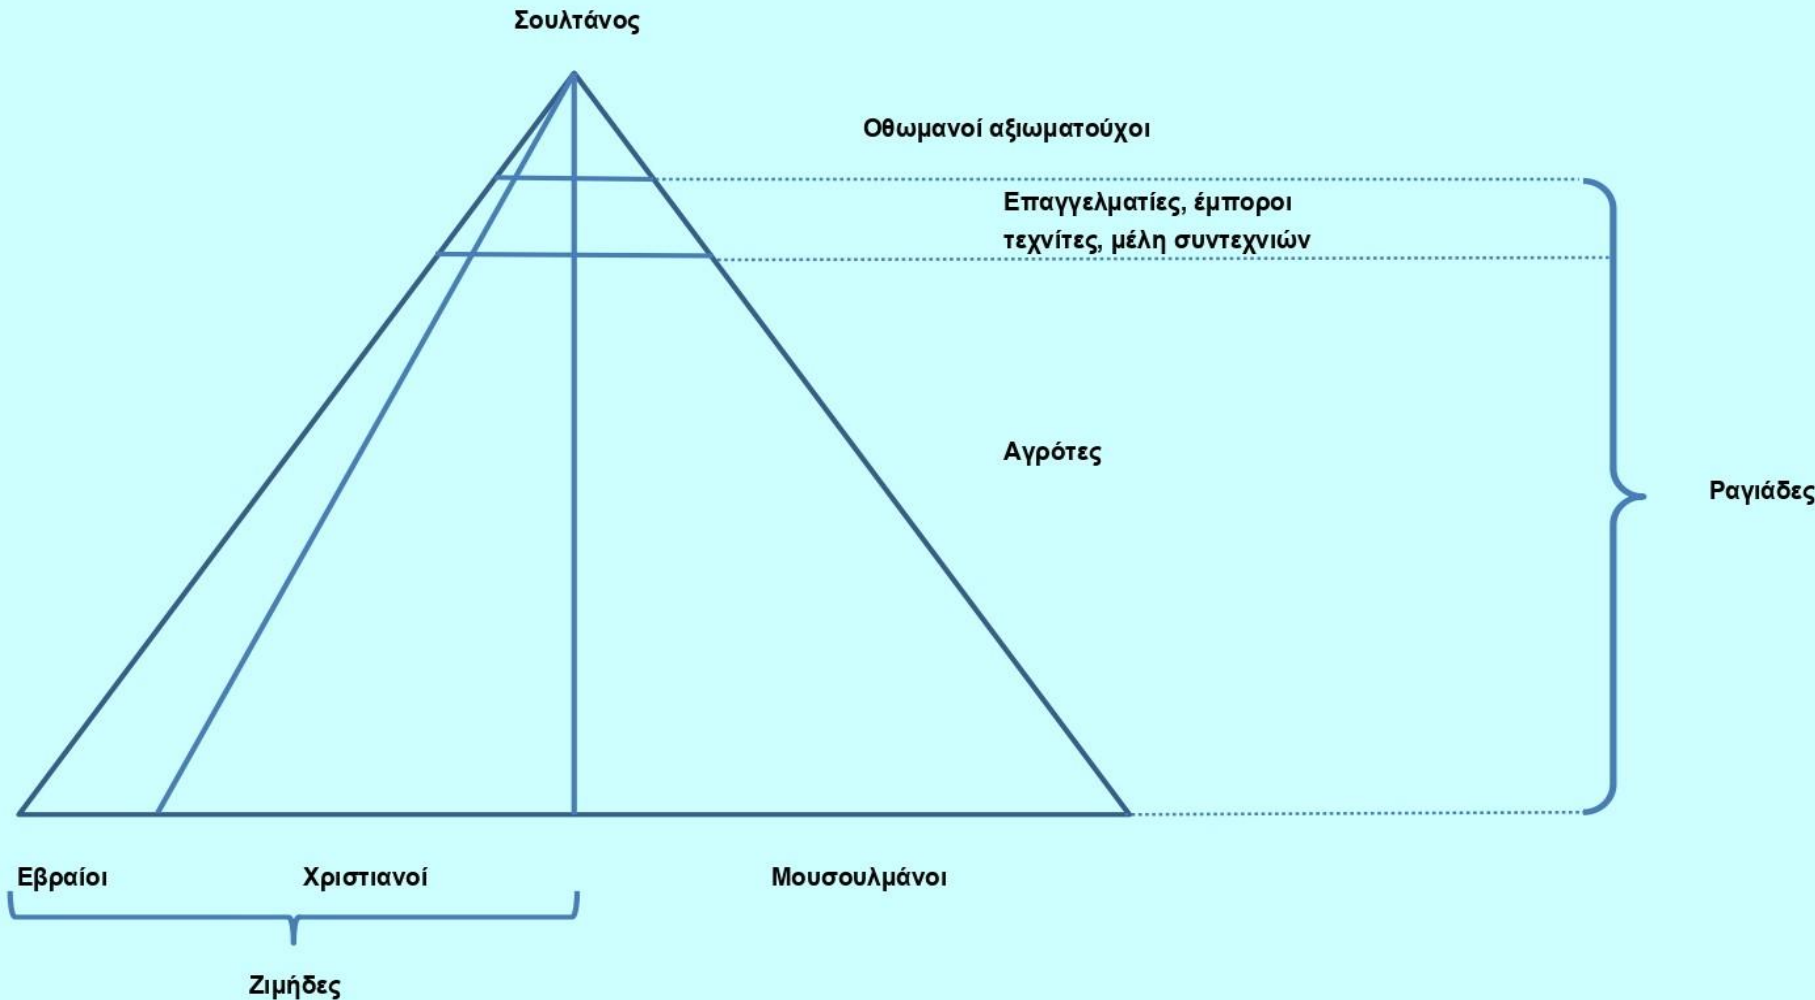 Σουλτάνος
Οθωμανοί αξιωματούχοι
Επαγγελματίες, έμποροι
τεχνίτες, μέλη συντεχνιών
Αγρότες
Ραγιάδες
Εβραίοι
Χριστιανοί
Μουσουλμάνοι
Ζιμήδες